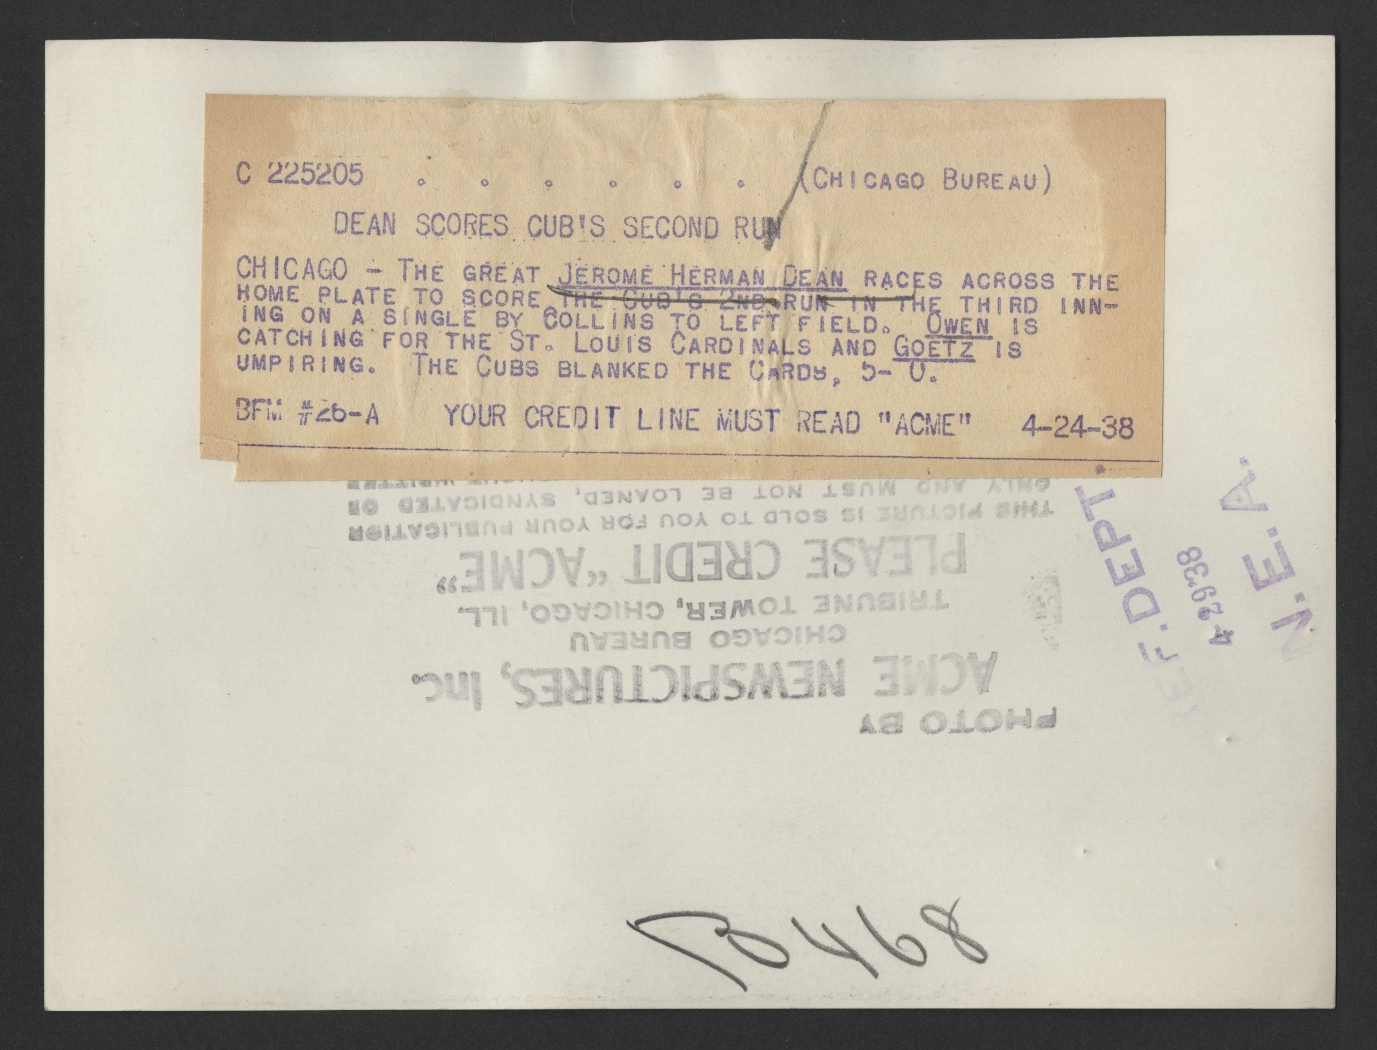 C 225205 . . . . . . (CHICAGO BUREAU)
DEAN SCORES CUB'S SECOND RUN
CHICAGO - THE GREAT JEROME HERMAN DEAN RACES ACROSS THE
HOME PLATE TO SCORE THE CUB'S 2ND RUN IN THE THIRD INN-
ING ON A SINGLE BY COLLINS TO LEFT FIELD. OWEN IS
CATCHING FOR THE ST. LOUIS CARDINALS AND GOETZ IS
UMPIRING. THE CUBS BLANKED THE CARDS, 5- 0.
BFM #26-A YOUR CREDIT LINE MUST READ "ACME" 4-24-38
PHOTO BY
ACME NEWSPICTURES, Inc.
CHICAGO BUREAU
TRIBUNE TOWER, CHICAGO, ILL.
PLEASE CREDIT "ACME"
THIS PICTURE IS SOLD TO YOU FOR YOUR PUBLICATION
ONLY AND MUST NOT BE LOANED, SYNDICATED OR
WRITTEN
REF. DEPT.
4-29-38
N. E. A.